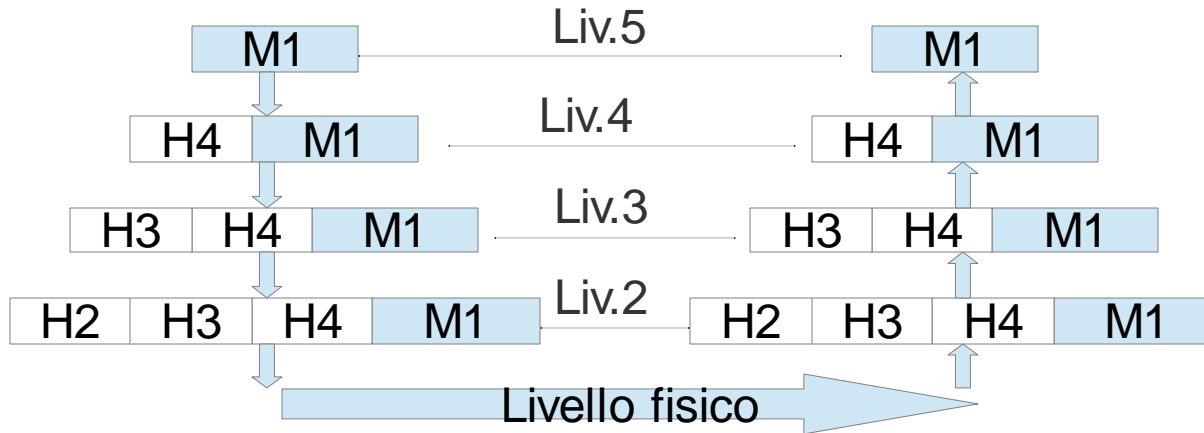 M1 Liv.5 M1
H4 M1 Liv.4 H4 M1
H3 H4 M1 Liv.3 H3 H4 M1
H2 H3 H4 M1 Liv.2 H2 H3 H4 M1
Livello fisico